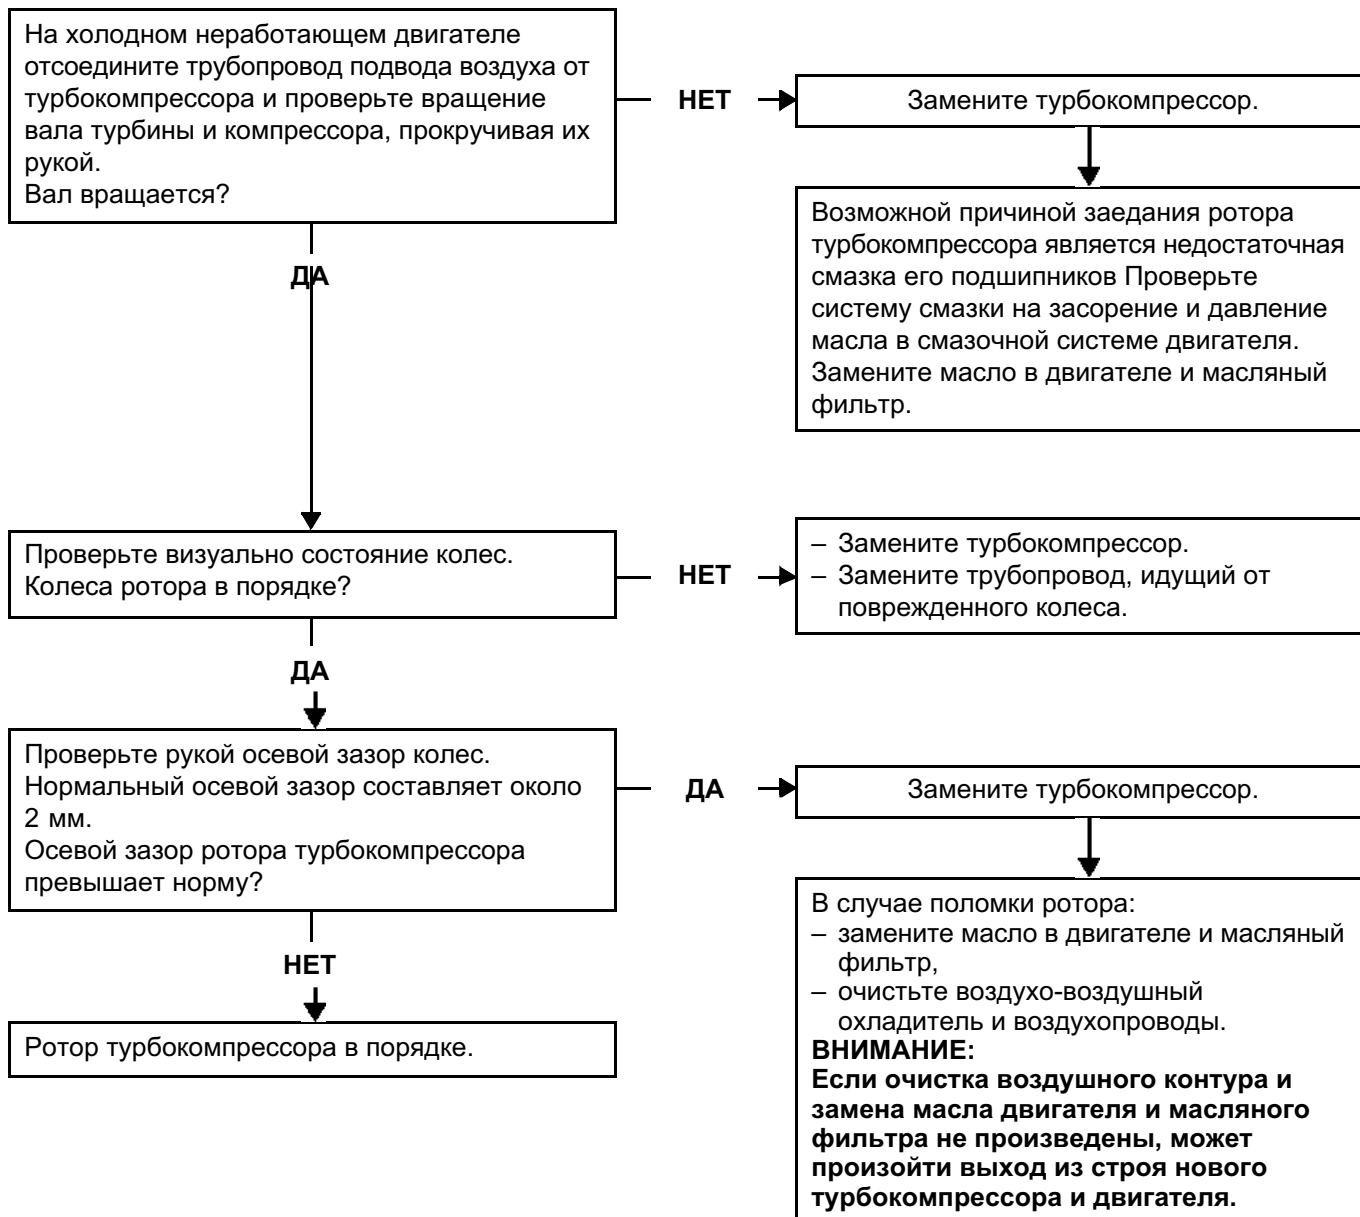 На холодном неработающем двигателе
отсоедините трубопровод подвода воздуха от
турбокомпрессора и проверьте вращение
вала турбины и компрессора, прокручивая их
рукой.
Вал вращается?
НЕТ
Замените турбокомпрессор.
Возможной причиной заедания ротора
турбокомпрессора является недостаточная
смазка его подшипников Проверьте
систему смазки на засорение и давление
масла в смазочной системе двигателя.
Замените масло в двигателе и масляный
фильтр.
ДА
Проверьте визуально состояние колес.
Колеса ротора в порядке?
НЕТ
– Замените турбокомпрессор.
– Замените трубопровод, идущий от
поврежденного колеса.
ДА
Проверьте рукой осевой зазор колес.
Нормальный осевой зазор составляет около
2 мм.
Осевой зазор ротора турбокомпрессора
превышает норму?
ДА
Замените турбокомпрессор.
В случае поломки ротора:
– замените масло в двигателе и масляный
фильтр,
– очистьте воздухо-воздушный
охладитель и воздухопроводы.
ВНИМАНИЕ:
Если очистка воздушного контура и
замена масла двигателя и масляного
фильтра не произведены, может
произойти выход из строя нового
турбокомпрессора и двигателя.
НЕТ
Ротор турбокомпрессора в порядке.